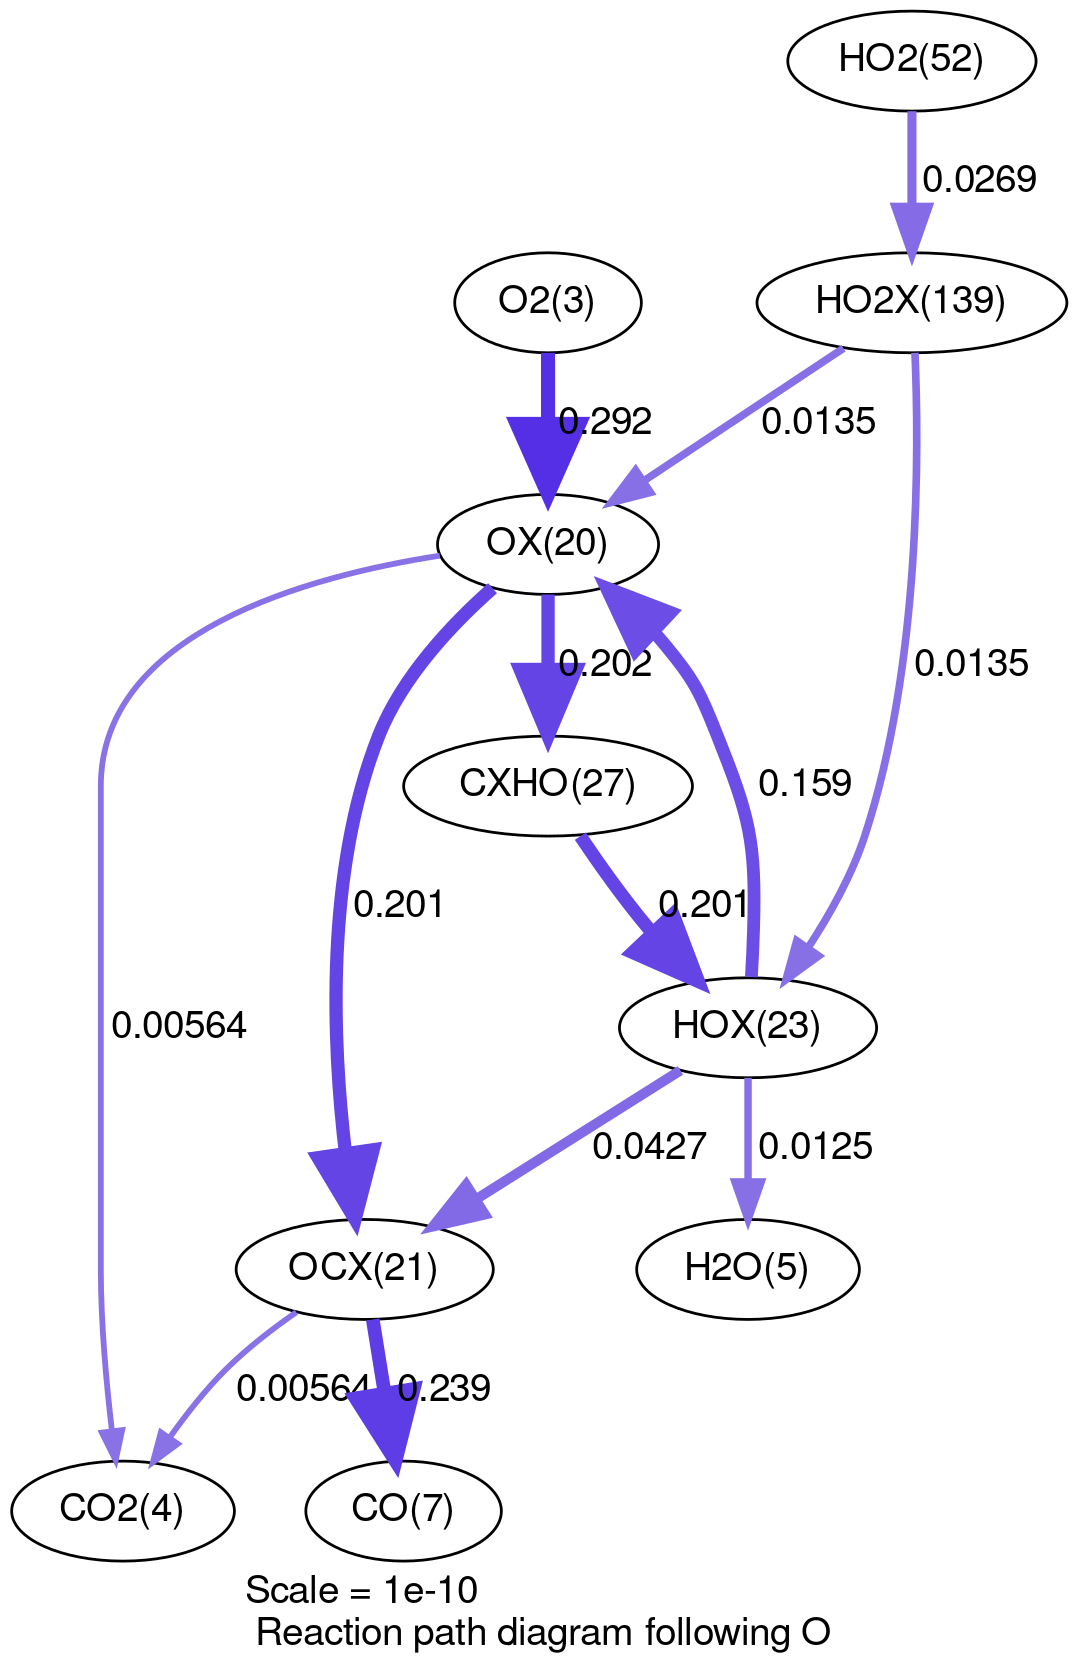 HO2(52)
0.0269
O2(3)
HO2X(139)
0.292
0.0135
OX(20)
0.202
0.0135
CXHO(27)
0.159
0.201
0.201
0.00564
HOX(23)
0.0427
0.0125
OCX(21)
H2O(5)
0.00564
0.239
CO2(4)
CO(7)
Scale = 1e-10
Reaction path diagram following O